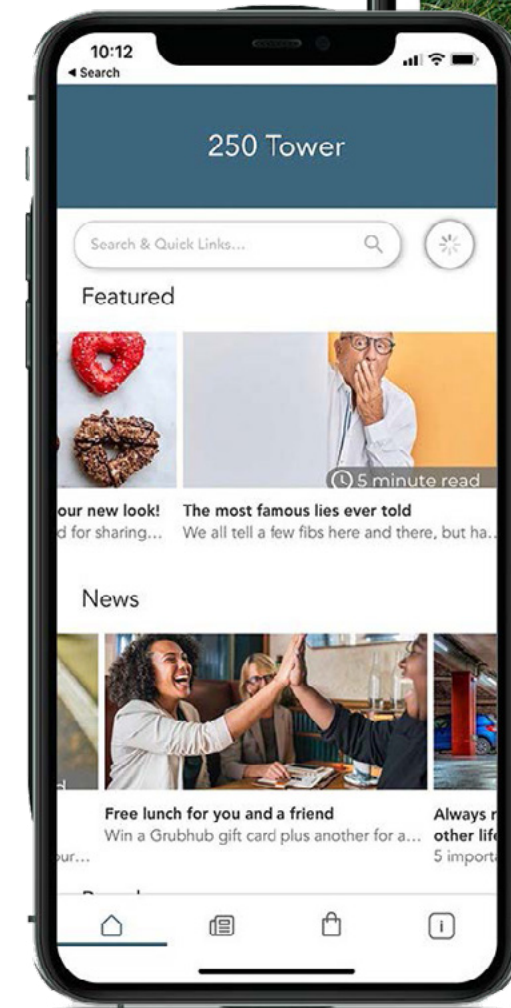 10:12
◀ Search
250 Tower
Search & Quick Links...
Featured
5 minute read
our new look!
d for sharing...
The most famous lies ever told
We all tell a few fibs here and there, but ha...
News
d
our...
Free lunch for you and a friend
Win a Grubhub gift card plus another for a...
Always r
other life
5 importa
i